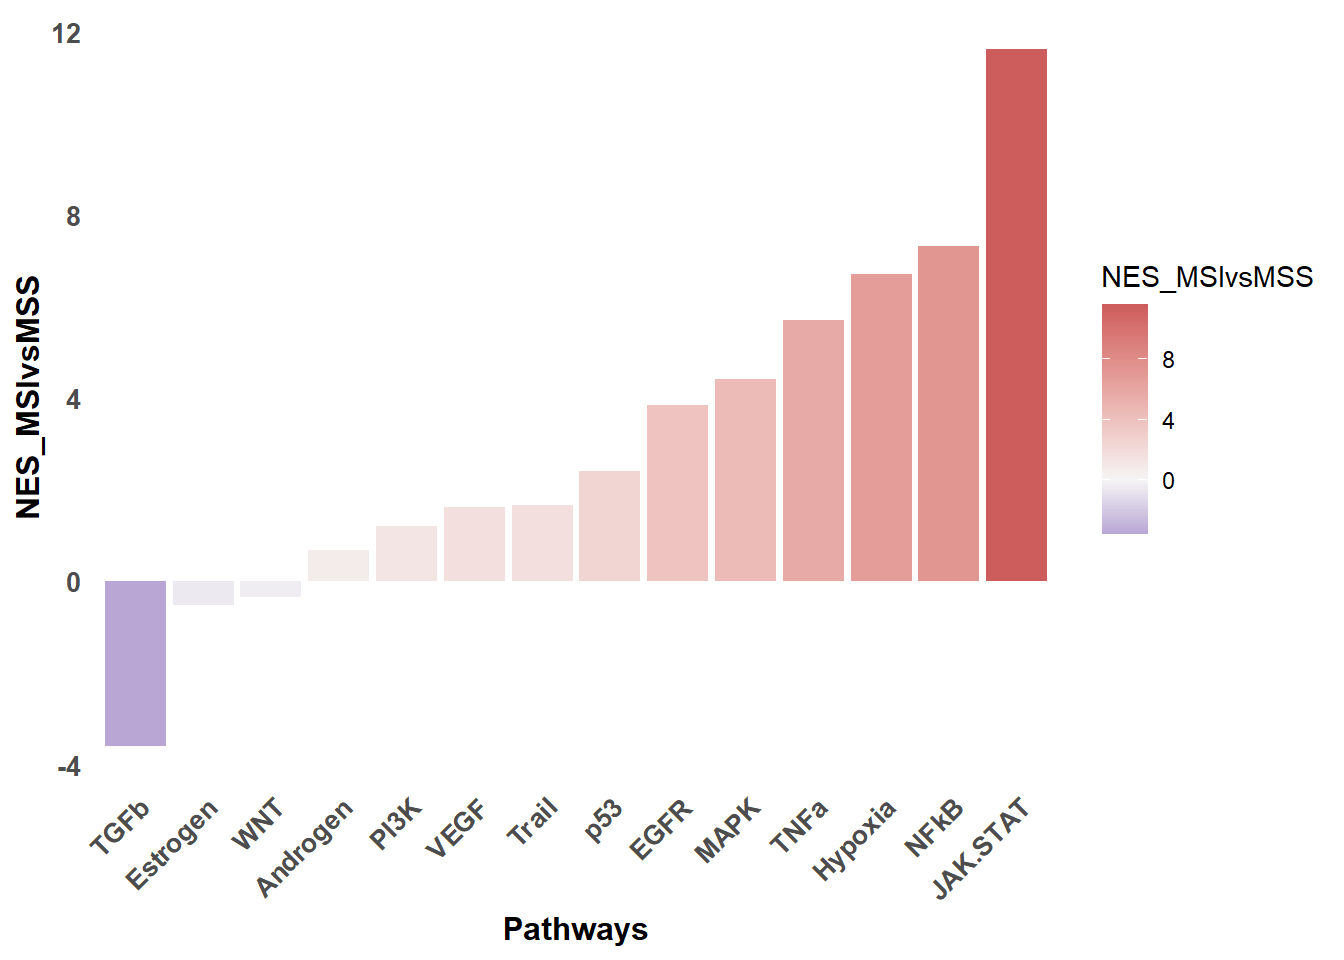 12
8
4
0
-4
NES_MSIvsMSS
TGFb
Estrogen
WNT
Androgen
PI3K
VEGF
Trail
p53
EGFR
MAPK
TNFa
Hypoxia
NFkB
JAK.STAT
Pathways
NES_MSIvsMSS
8
4
0